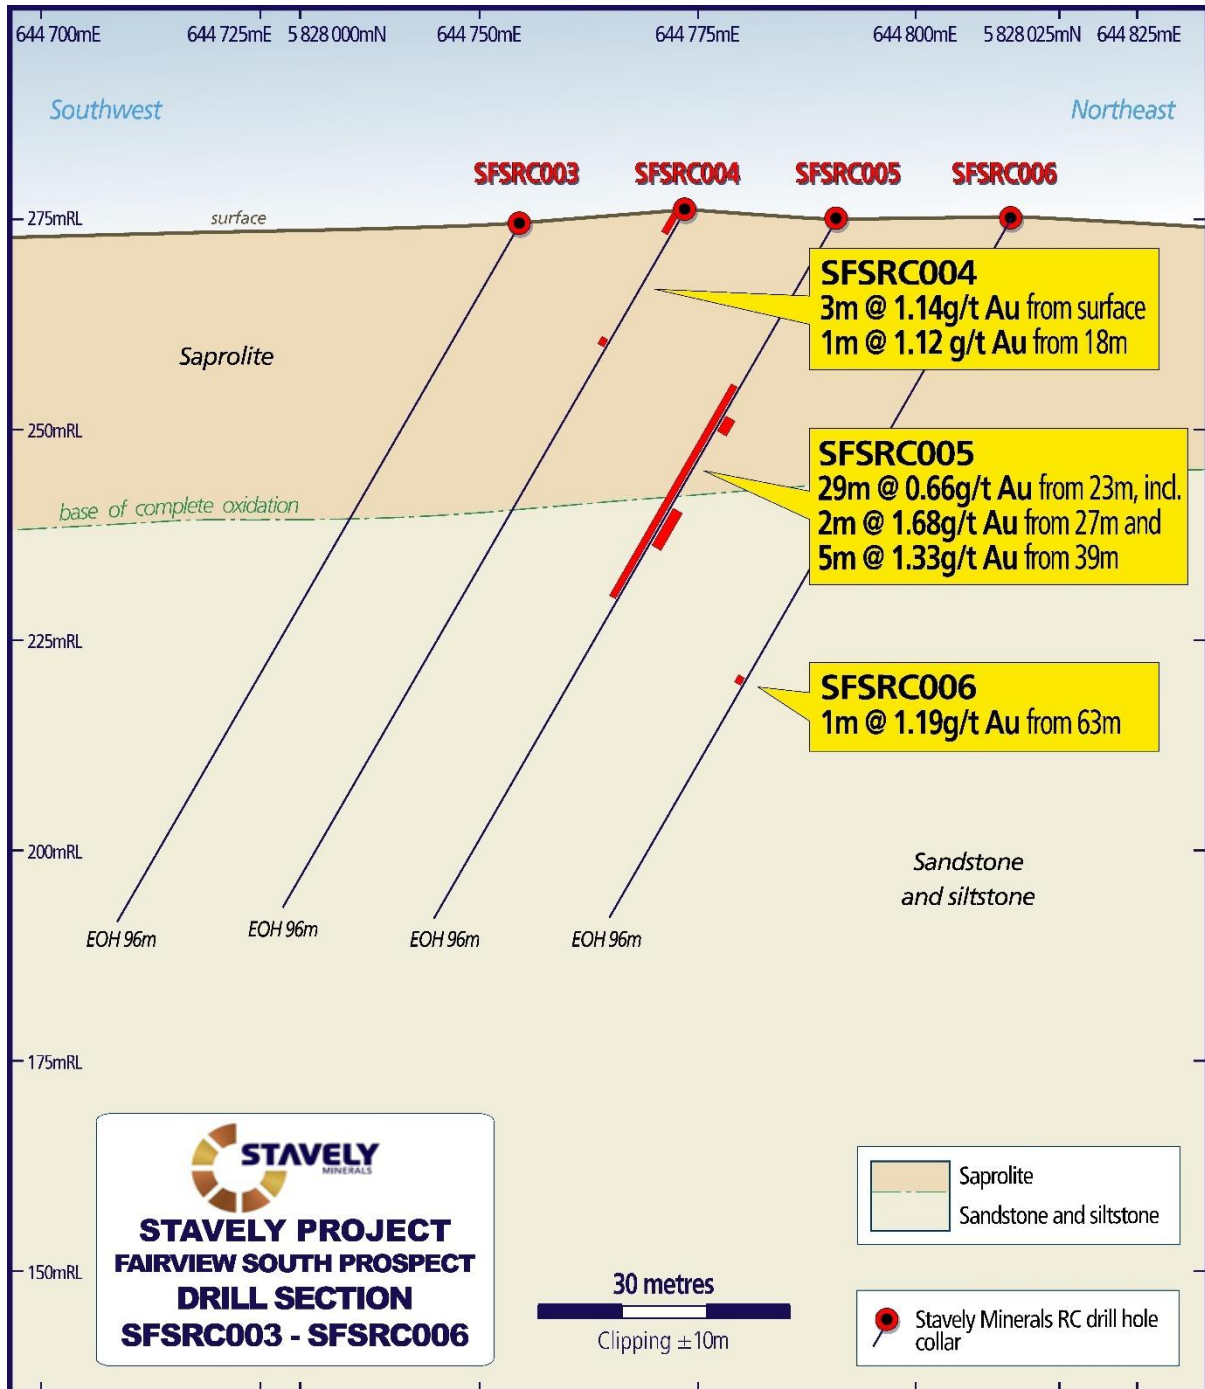 644 700mE 644 725mE 5 828 000mN 644 750mE 644 775mE 644 800mE 5 828 025mN 644 825mE
Southwest
Northeast
SFSRC003 SFSRC004 SFSRC005 SFSRC006
275mRL
surface
SFSRC004
3m @ 1.14g/t Au from surface
1m @ 1.12 g/t Au from 18m
Saprolite
250mRL
SFSRC005
29m @ 0.66g/t Au from 23m, incl.
2m @ 1.68g/t Au from 27m and
5m @ 1.33g/t Au from 39m
base of complete oxidation
225mRL
SFSRC006
1m @ 1.19g/t Au from 63m
200mRL
Sandstone
and siltstone
EOH 96m
EOH 96m
EOH 96m
EOH 96m
175mRL
STAVELY
MINERALS
STAVELY PROJECT
FAIRVIEW SOUTH PROSPECT
DRILL SECTION
SFSRC003 - SFSRC006
150mRL
30 metres
Clipping ±10m
Saprolite
Sandstone and siltstone
Stavely Minerals RC drill hole
collar